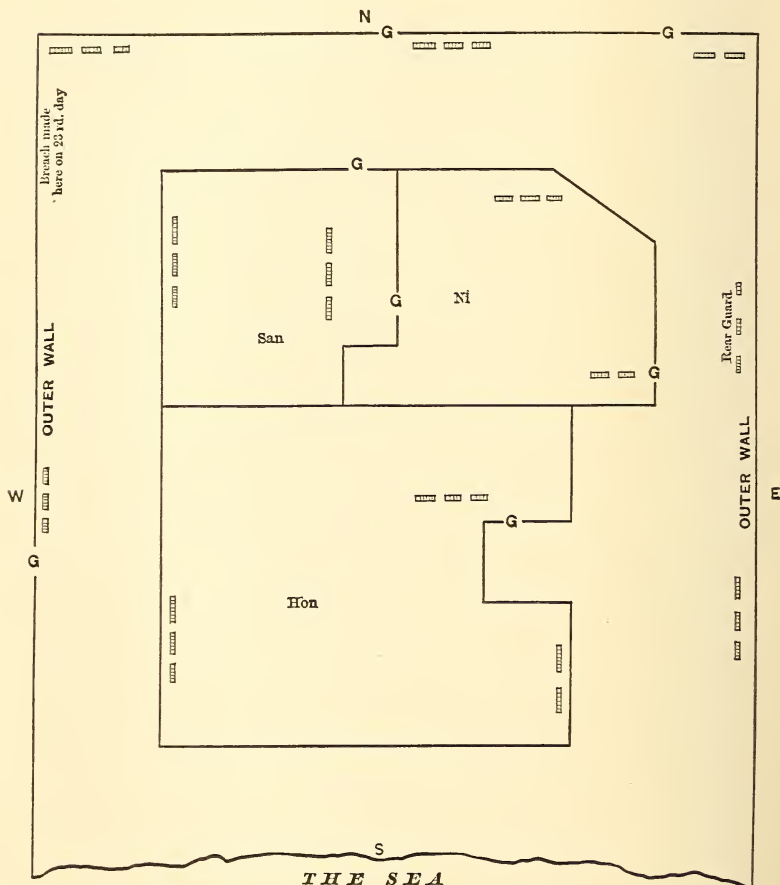 N
G
G
Breach made
here on 23rd. day
G
G
Ni
San
Rear Guard
G
OUTER WALL
OUTER WALL
W
E
G
G
Hon
S
THE SEA